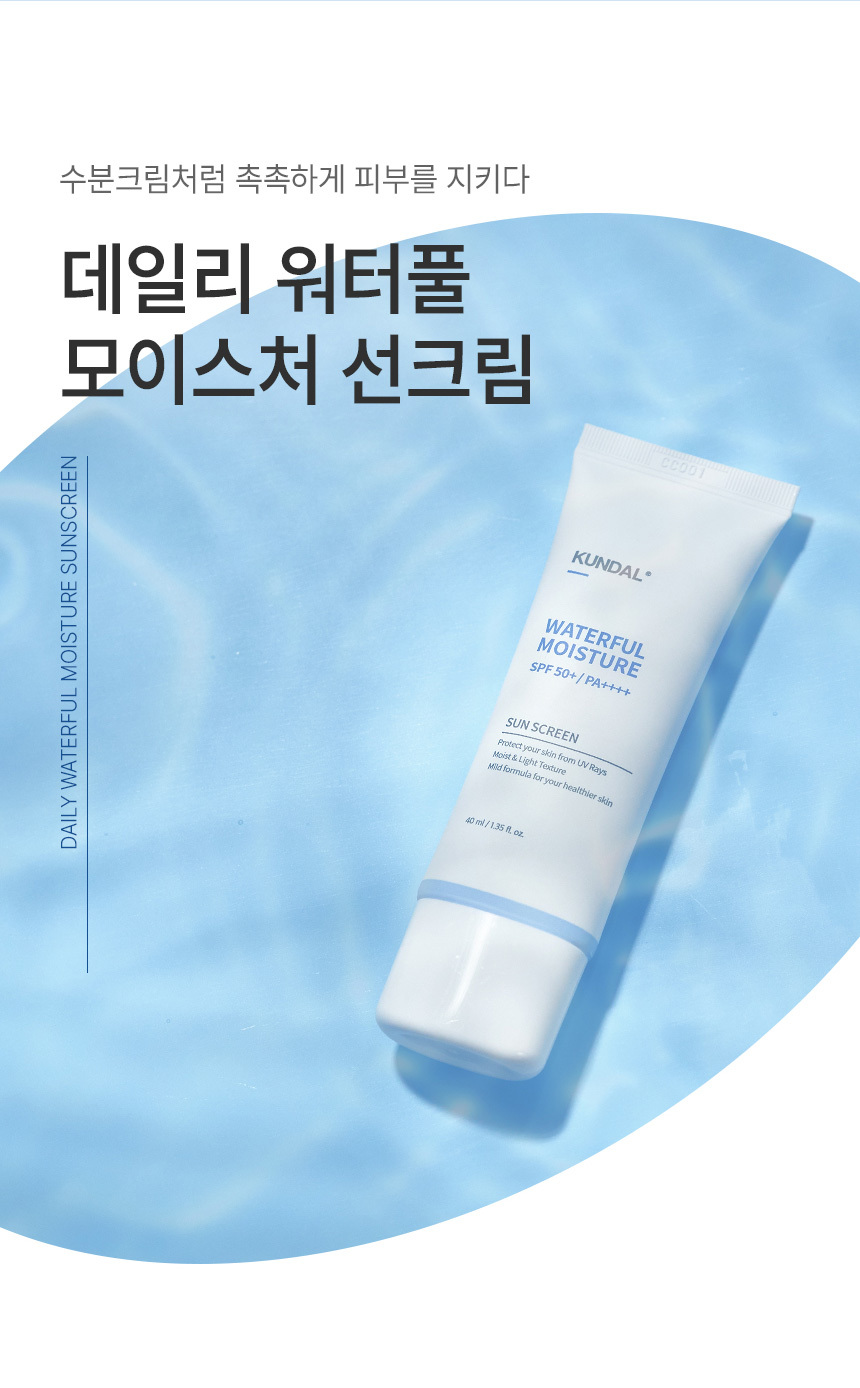 수분크림처럼 촉촉하게 피부를 지키다
데일리 워터풀
모이스처 선크림
DAILY WATERFUL MOISTURE SUNSCREEN
CC001
KUNDAL®
WATERFUL
MOISTURE
SPF 50+ / PA++++
SUN SCREEN
Protect your skin from UV Rays
Moist & Light Texture
Mild formula for your healthier skin
40 ml / 1.35 fl. oz.